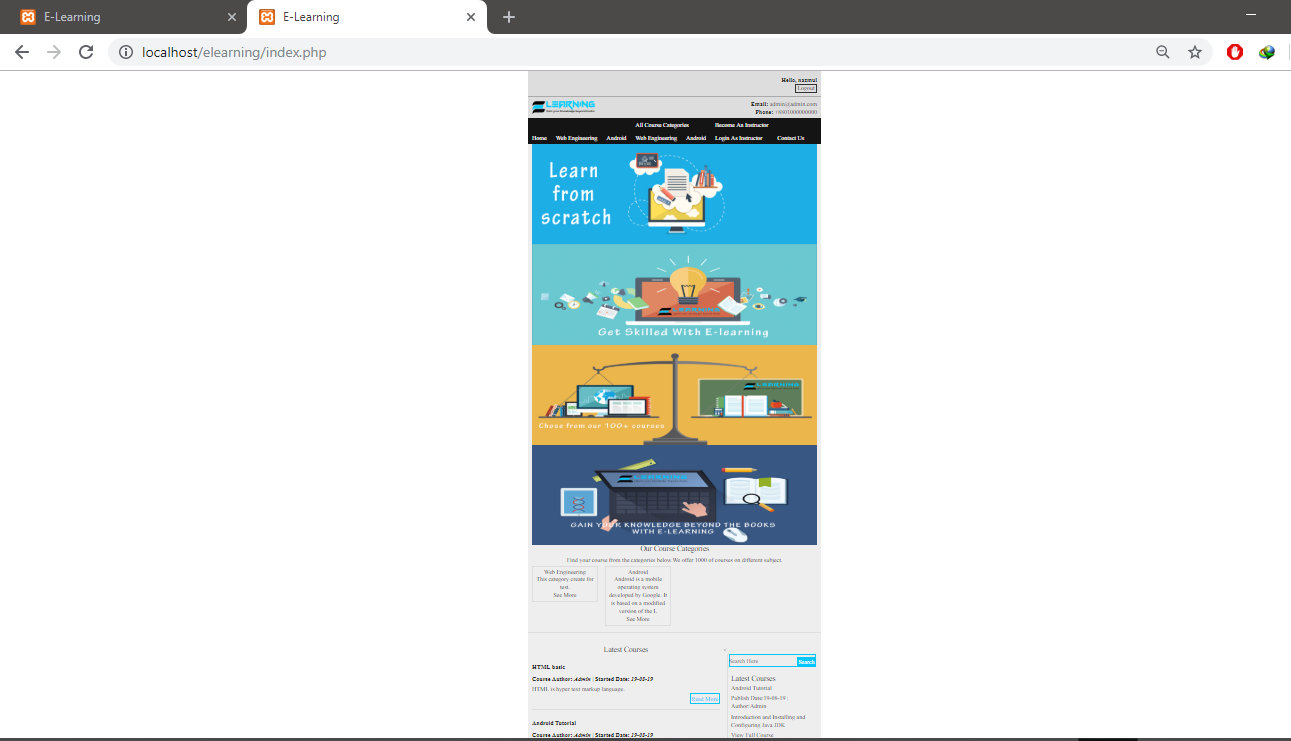 E-Learning
E-Learning
localhost/elearning/index.php
Hello, nazmul
Logout
LEARNING
Email: admin@admin.com
Phone:
All Course Categories Become An Instructor
Home Web Engineering Android Web Engineering Android Login As Instructor Contact Us
Learn
from
scratch
Get Skilled With E-learning
LEARNING
Chose from our 100+ courses
GAIN YOUR KNOWLEDGE BEYOND THE BOOKS
WITH E-LEARNING
Our Course Categories
Find your course from the categories below.We offer 1000 of courses on different subject.
Web Engineering
This category create for
test
See More
Android
Android is a mobile
operating system
developed by Google. It
is based on a modified
version of the L
See More
Latest Courses
HTML basic
Course Author: Admin | Started Date: 19-08-19
HTML is hyper text markup language.
Read More
Android Tutorial
Course Author: Admin | Started Date: 19-08-19
Search Here Search
Latest Courses
Android Tutorial
Publish Date:19-08-19 |
Author:Admin
Introduction and Installing and
Configuring Java JDK
View Full Course